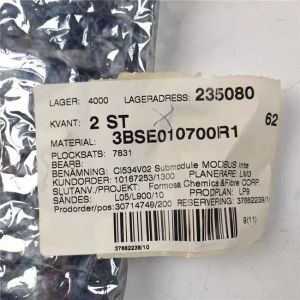 LAGER: 4000 LAGERADRESS: 235080
KVANT: 2 ST 62
MATERIAL: 3BSE010700R1
PLOCKSATS: 7831
BENÄMNING: CI534V02 Submodule MODBUS Inte
BEARB: PLANERARE: LM3
KUNDORDER: 10167253/1300
SLUTANV./PROJEKT: Formosa Chemics&Fibre CORP.
SÄNDES: L05/L900/10 PRODPLAN: LP9
Prodorder/pos: 30714749/200 RESERVERING: 37662239/10
9(11)
37662239/10